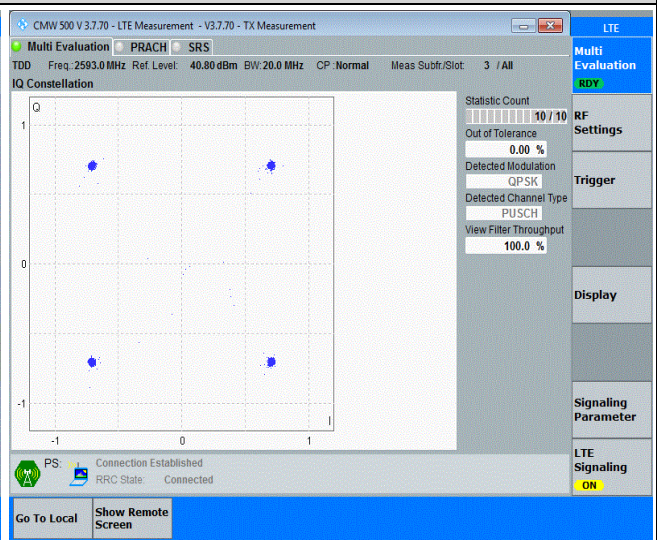 CMW 500 V 3.7.70 - LTE Measurement - V3.7.70 - TX Measurement
LTE
Multi Evaluation PRACH SRS
TDD Freq.:2593.0 MHz Ref. Level: 40.80 dBm BW:20.0 MHz CP :Normal Meas Subfr./Slot: 3 / All
IQ Constellation
Q
1
0
-1
-1 0 1
I
Statistic Count
10 / 10
Out of Tolerance
0.00 %
Detected Modulation
QPSK
Detected Channel Type
PUSCH
View Filter Throughput
100.0 %
Multi
Evaluation
RDY
RF
Settings
Trigger
Display
Signaling
Parameter
LTE
Signaling
ON
PS: Connection Established
RRC State: Connected
Go To Local
Show Remote
Screen